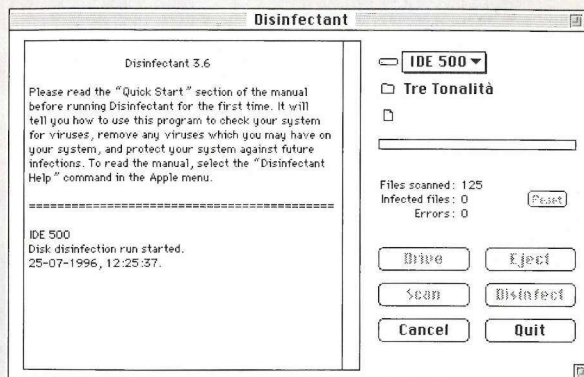 Disinfectant
Disinfectant 3.6
Please read the "Quick Start" section of the manual
before running Disinfectant for the first time. It will
tell you how to use this program to check your system
for viruses, remove any viruses which you may have on
your system, and protect your system against future
infections. To read the manual, select the "Disinfectant
Help" command in the Apple menu.
===========================================
IDE 500
Disk disinfection run started.
25-07-1996, 12:25:37.
IDE 500
Tre Tonalità
Files scanned: 125
Infected files: 0
Errors: 0
Reset
Drive
Eject
Scan
Disinfect
Cancel
Quit